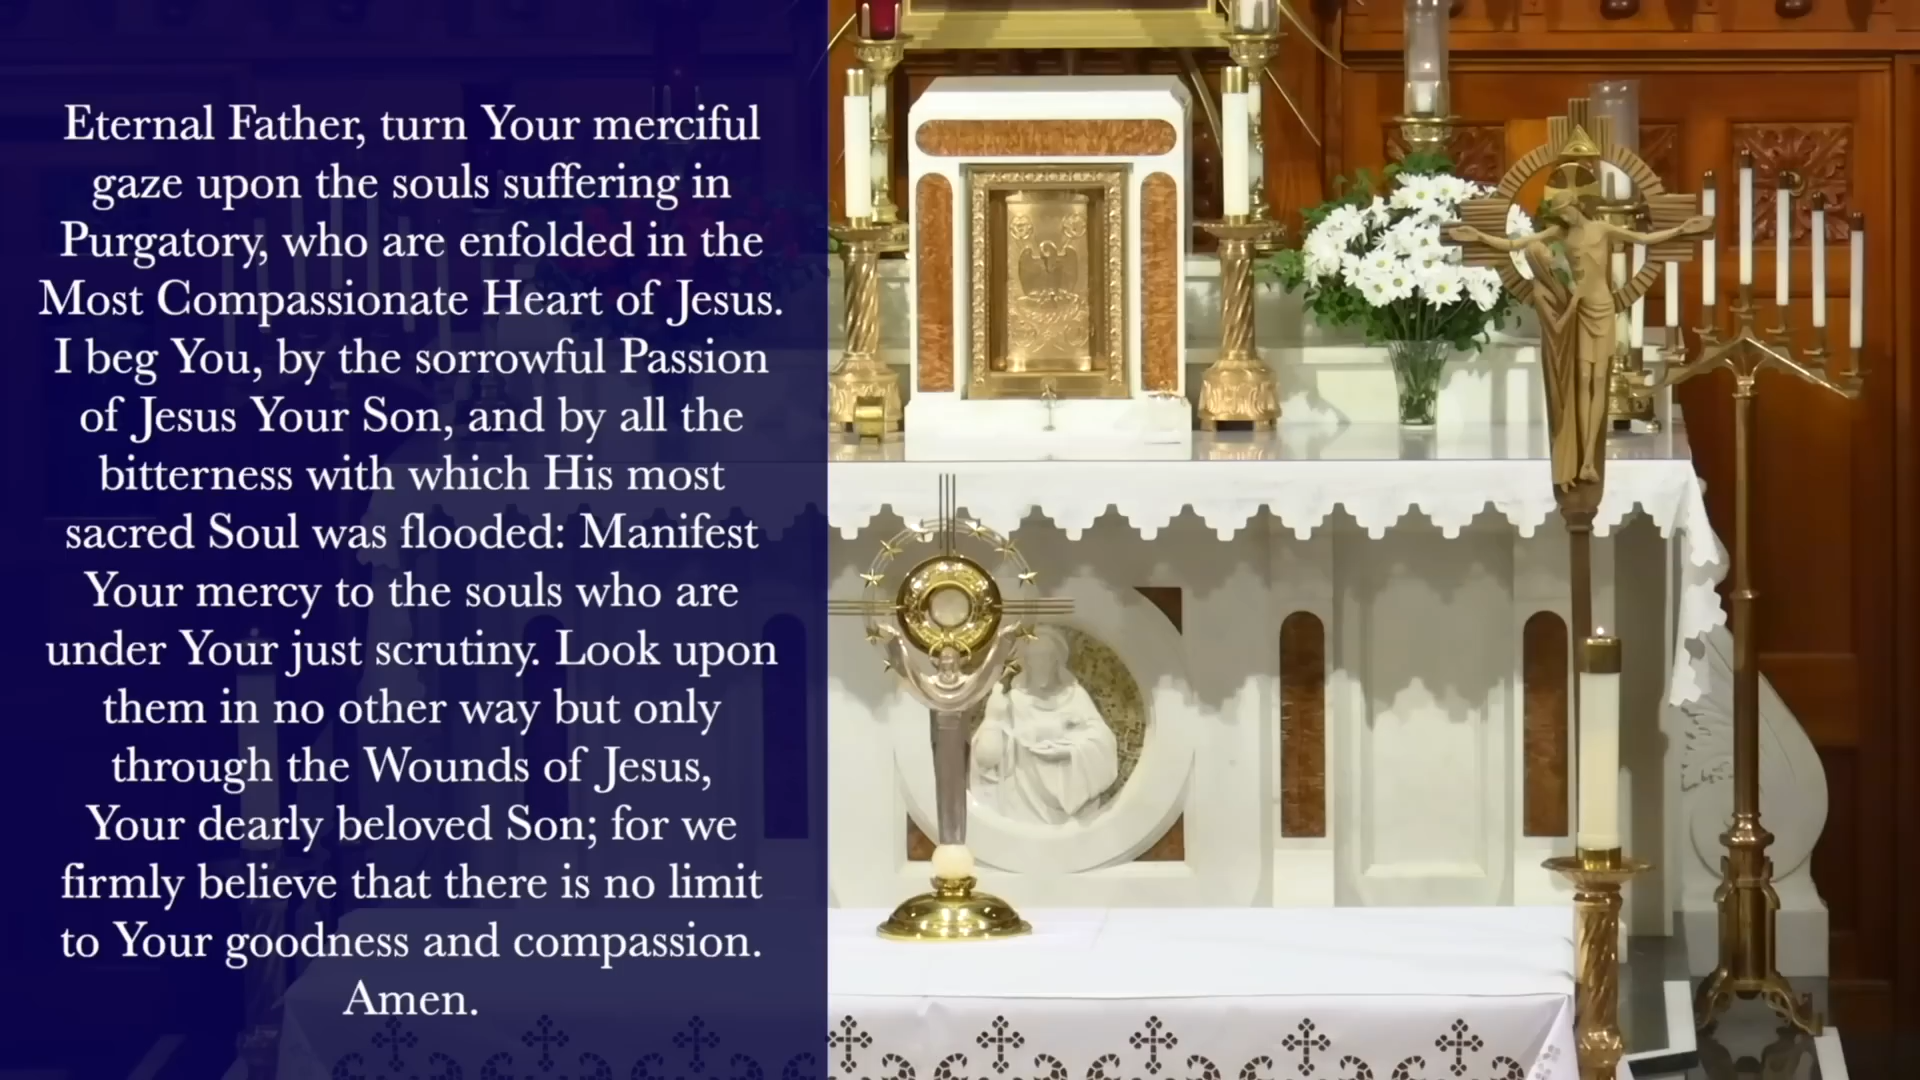 Eternal Father, turn Your merciful
gaze upon the souls suffering in
Purgatory, who are enfolded in the
Most Compassionate Heart of Jesus.
I beg You, by the sorrowful Passion
of Jesus Your Son, and by all the
bitterness with which His most
sacred Soul was flooded: Manifest
Your mercy to the souls who are
under Your just scrutiny. Look upon
them in no other way but only
through the Wounds of Jesus,
Your dearly beloved Son; for we
firmly believe that there is no limit
to Your goodness and compassion.
Amen.